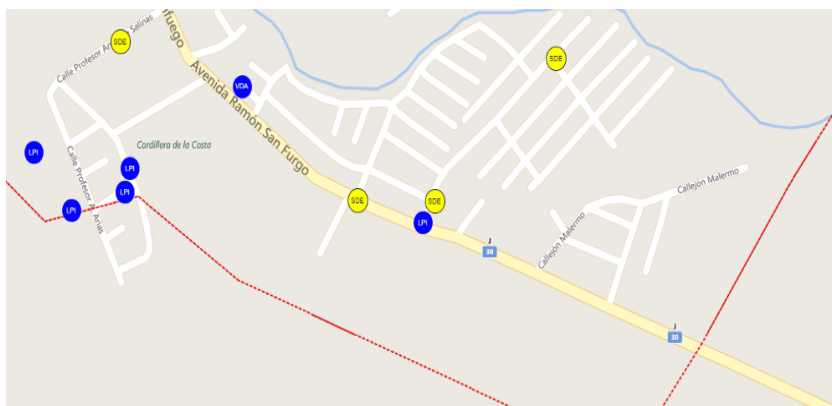 SDE
Calle Profesor
Salinas
nfuego
SDE
VDA
Avenida Ramón San Furgo
Cordillera de la Costa
LPI
LPI
LPI
LPI
Calle Profesor
Arias
SDE
SDE
LPI
Callejón Malermo
Callejón Malermo
J
30
J
30